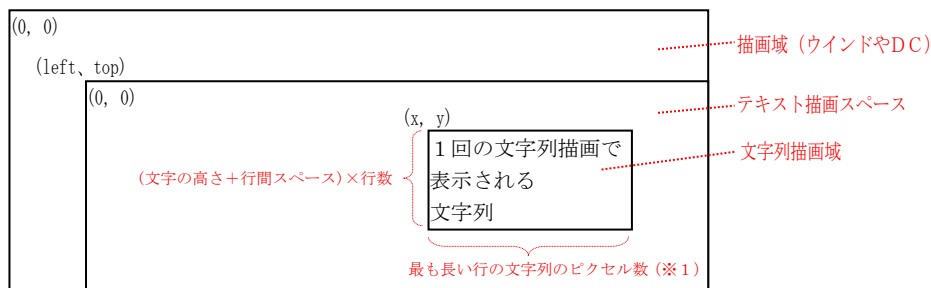 (0, 0)
描画域（ウインドやＤＣ）
(left、top)
(0, 0)
テキスト描画スペース
(x, y)
１回の文字列描画で
文字列描画域
(文字の高さ＋行間スペース)×行数
表示される
文字列
最も長い行の文字列のピクセル数（※１）